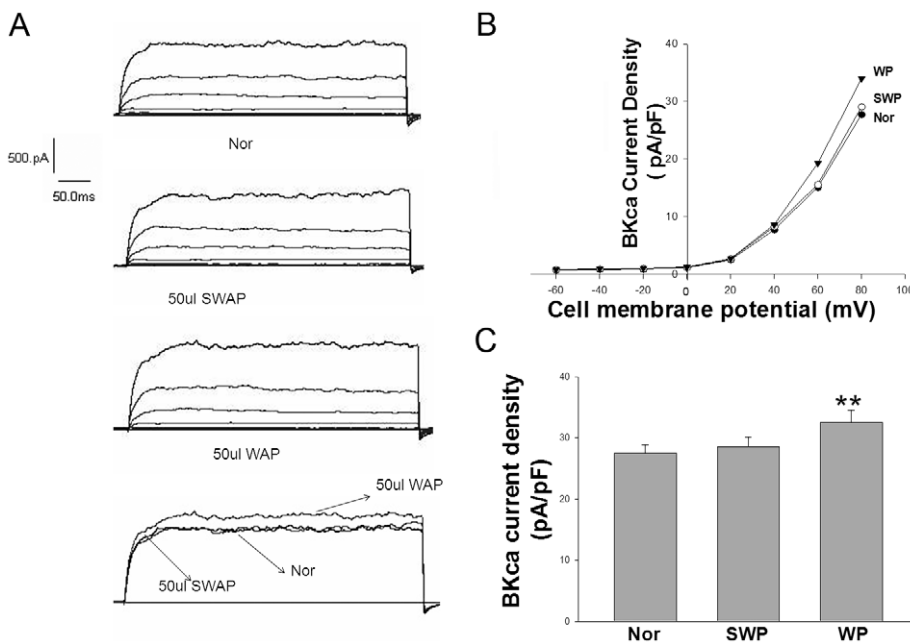 A
500.pA
50.0ms
Nor
50ul SWAP
50ul WAP
50ul WAP
Nor
50ul SWAP
B
BKca Current Density
( pA/pF)
40
30
20
10
0
-60 -40 -20 0 20 40 60 80 100
WP
SWP
Nor
Cell membrane potential (mV)
C
BKca current density
(pA/pF)
40
30
20
10
0
**
Nor SWP WP